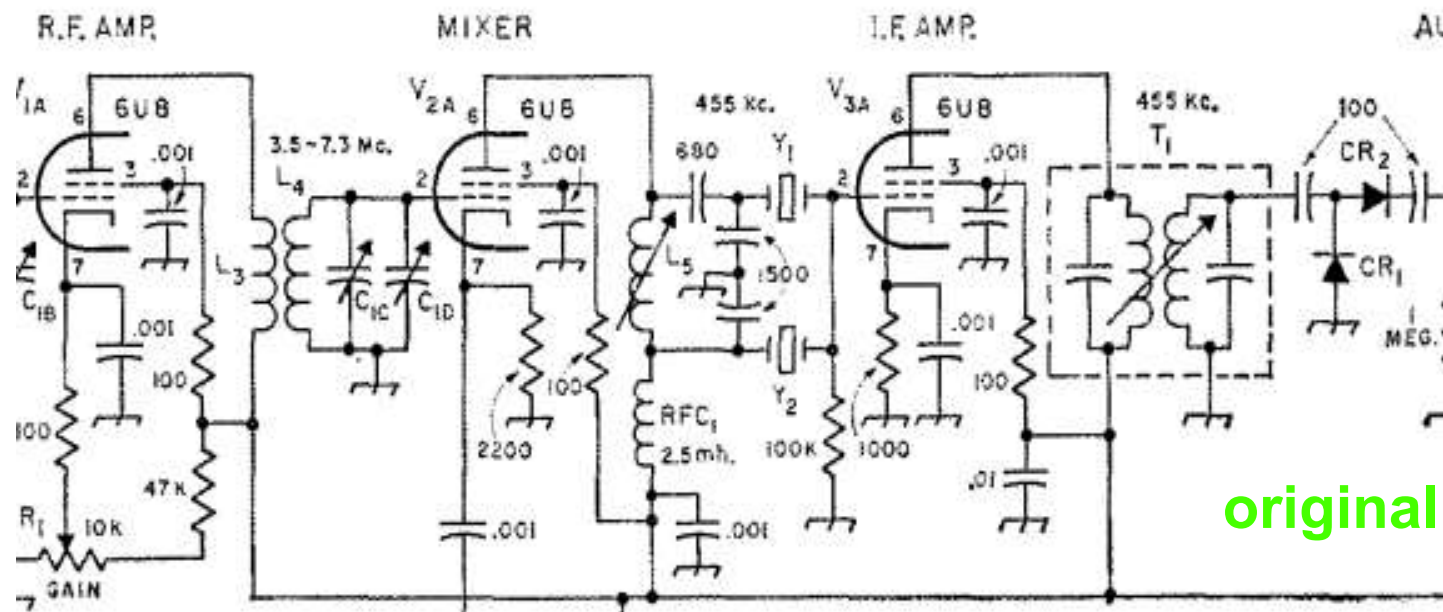 R.F. AMP.
MIXER
I.F. AMP.
V1A
6U8
V2A
6U8
V3A
6U8
455 Kc.
455 Kc.
T1
100
CR2
CR1
3.5-7.3 Mc.
L4
L3
L5
680
Y1
Y2
1500
2
3
6
7
.001
C1B
.001
100
100
47K
R1
10K
GAIN
C1C
C1D
2
3
6
7
.001
2200
100
.001
RFC1
2.5mh.
.001
100K
2
3
6
7
.001
1000
.001
100
.01
1
MEG.
original